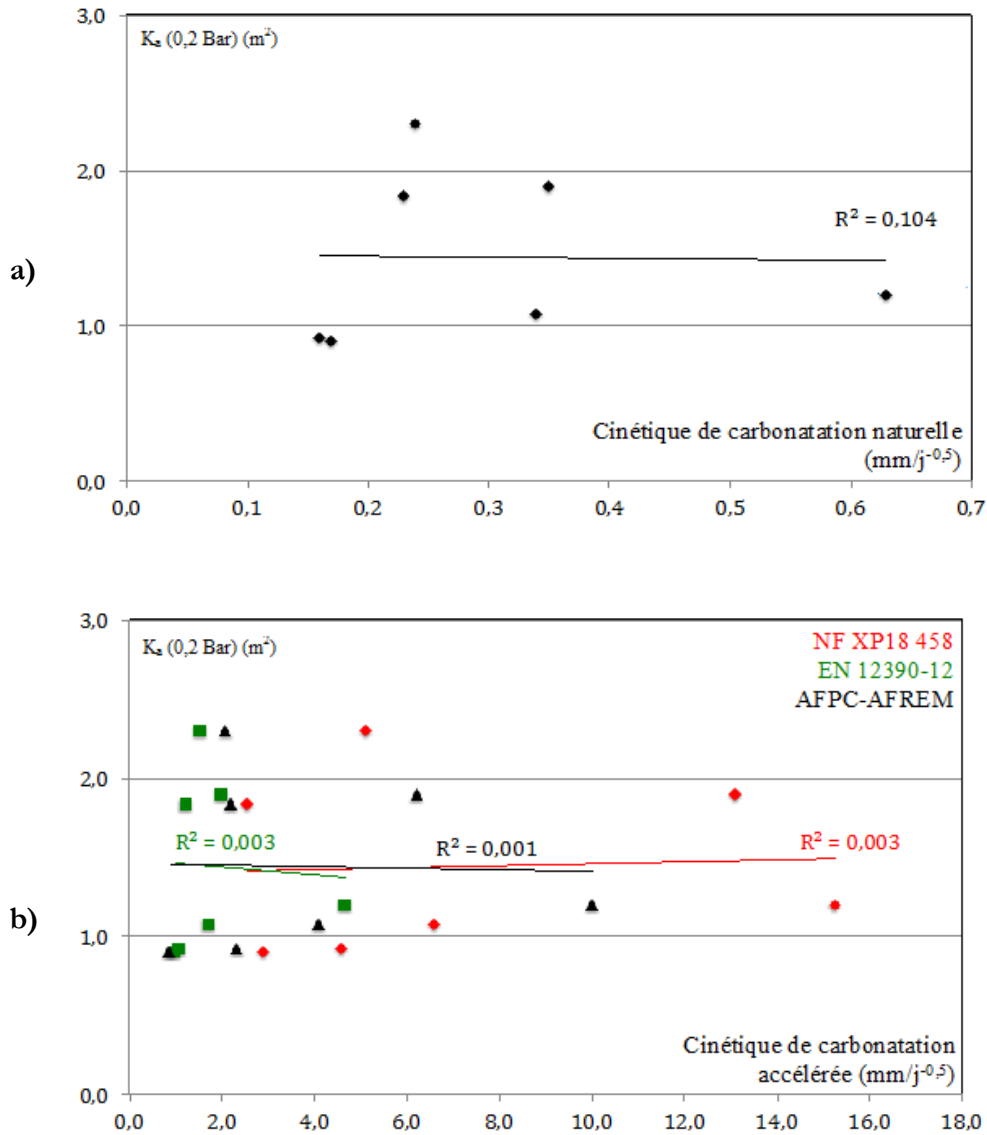 3,0
Kₐ (0,2 Bar) (m²)
2,0
R² = 0,104
a)
1,0
Cinétique de carbonatation naturelle
(mm/j⁻⁰,⁵)
0,0
0,0 0,1 0,2 0,3 0,4 0,5 0,6 0,7
3,0
Kₐ (0,2 Bar) (m²)
NF XP18 458
EN 12390-12
AFPC-AFREM
2,0
R² = 0,003 R² = 0,001 R² = 0,003
b)
1,0
Cinétique de carbonatation
accélérée (mm/j⁻⁰,⁵)
0,0
0,0 2,0 4,0 6,0 8,0 10,0 12,0 14,0 16,0 18,0